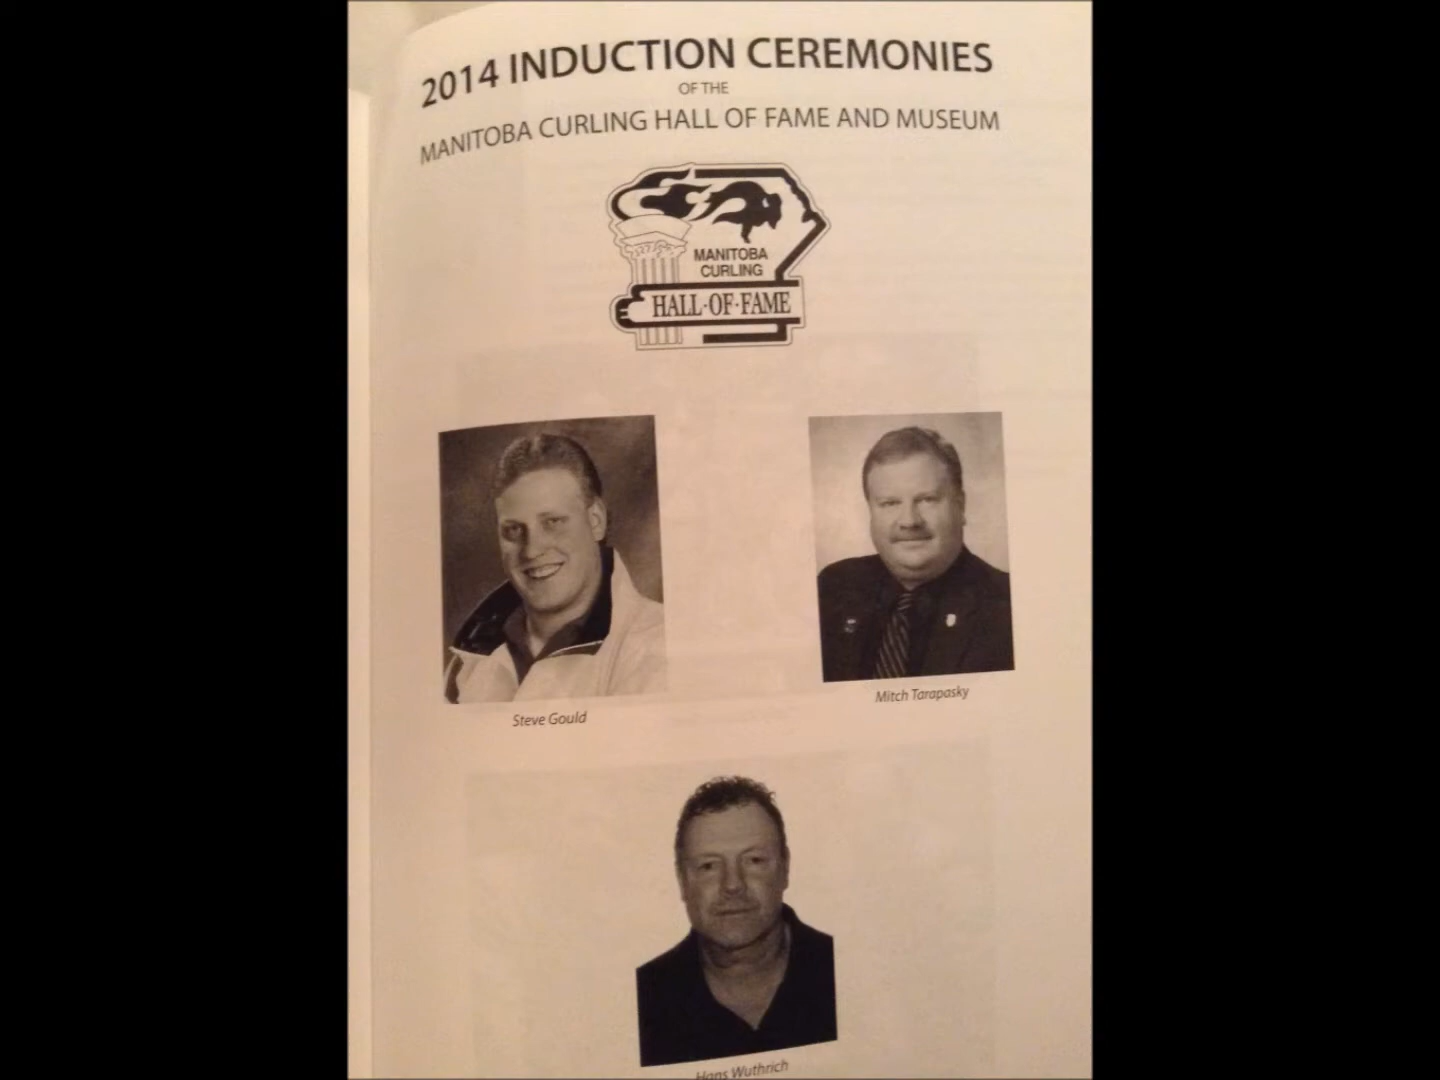 2014 INDUCTION CEREMONIES
OF THE
MANITOBA CURLING HALL OF FAME AND MUSEUM
MANITOBA
CURLING
HALL·OF·FAME
Steve Gould
Mitch Tarapasky
Hans Wuthrich